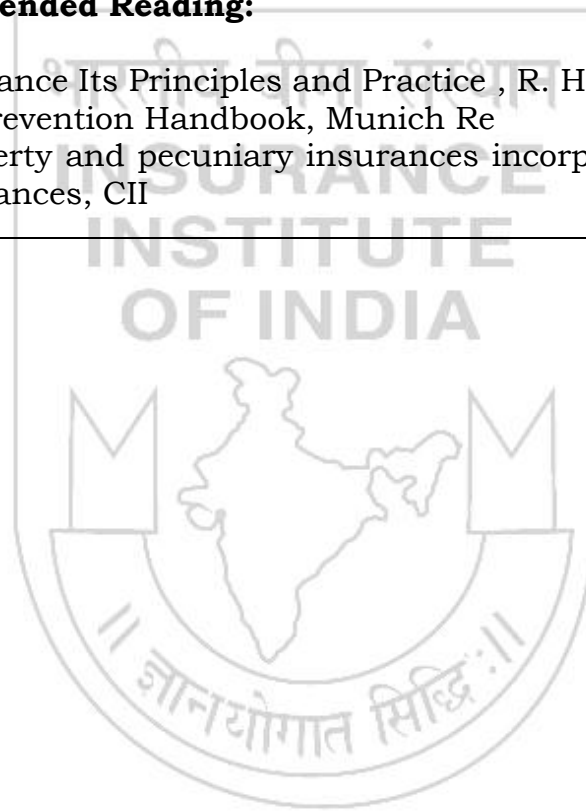 ended Reading:
ance Its Principles and Practice , R. H
revention Handbook, Munich Re
erty and pecuniary insurances incorp
ances, CII
भारतीय बीमा संस्थान
INSURANCE
INSTITUTE
OF INDIA
॥ ज्ञानयोगात सिद्धिः ॥